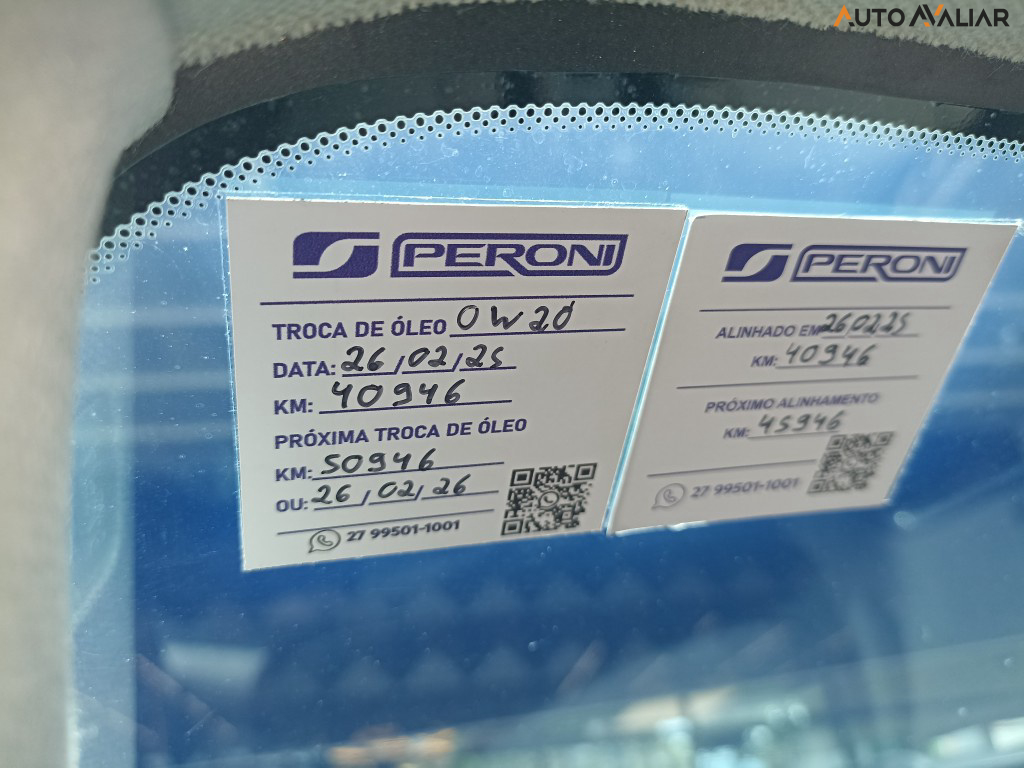 AUTO AVALIAR
PERONI
TROCA DE ÓLEO 0W20
DATA: 26/02/25
KM: 40946
PRÓXIMA TROCA DE ÓLEO
KM: 50946
OU: 26/02/26
27 99501-1001
PERONI
ALINHADO EM 260225
KM: 40946
PRÓXIMO ALINHAMENTO
KM: 45946
27 99501-1001